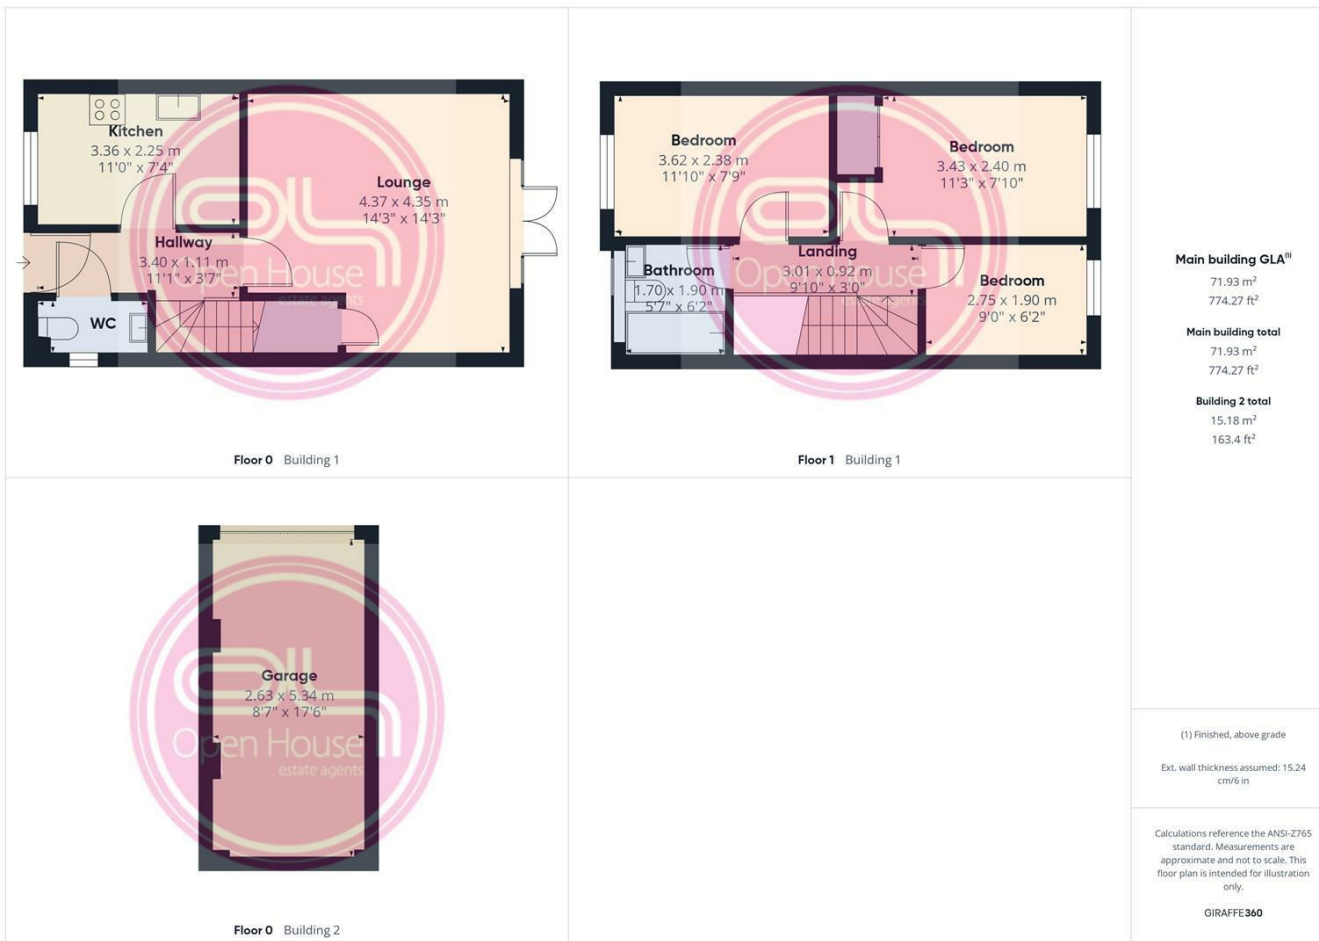 Kitchen
3.36 x 2.25 m
11'0" x 7'4"
Lounge
4.37 x 4.35 m
14'3" x 14'3"
Hallway
3.40 x 1.11 m
11'1" x 3'7"
WC
Open House
estate agents
Floor 0 Building 1
Bedroom
3.62 x 2.38 m
11'10" x 7'9"
Bedroom
3.43 x 2.40 m
11'3" x 7'10"
Landing
3.01 x 0.92 m
9'10" x 3'0"
Bathroom
1.70 x 1.90 m
5'7" x 6'2"
Bedroom
2.75 x 1.90 m
9'0" x 6'2"
Open House
estate agents
Floor 1 Building 1
Garage
2.63 x 5.34 m
8'7" x 17'6"
Open House
estate agents
Floor 0 Building 2
Main building GLA(1)
71.93 m²
774.27 ft²
Main building total
71.93 m²
774.27 ft²
Building 2 total
15.18 m²
163.4 ft²
(1) Finished, above grade
Ext. wall thickness assumed: 15.24
cm/6 in
Calculations reference the ANSI-Z765
standard. Measurements are
approximate and not to scale. This
floor plan is intended for illustration
only.
GIRAFFE360